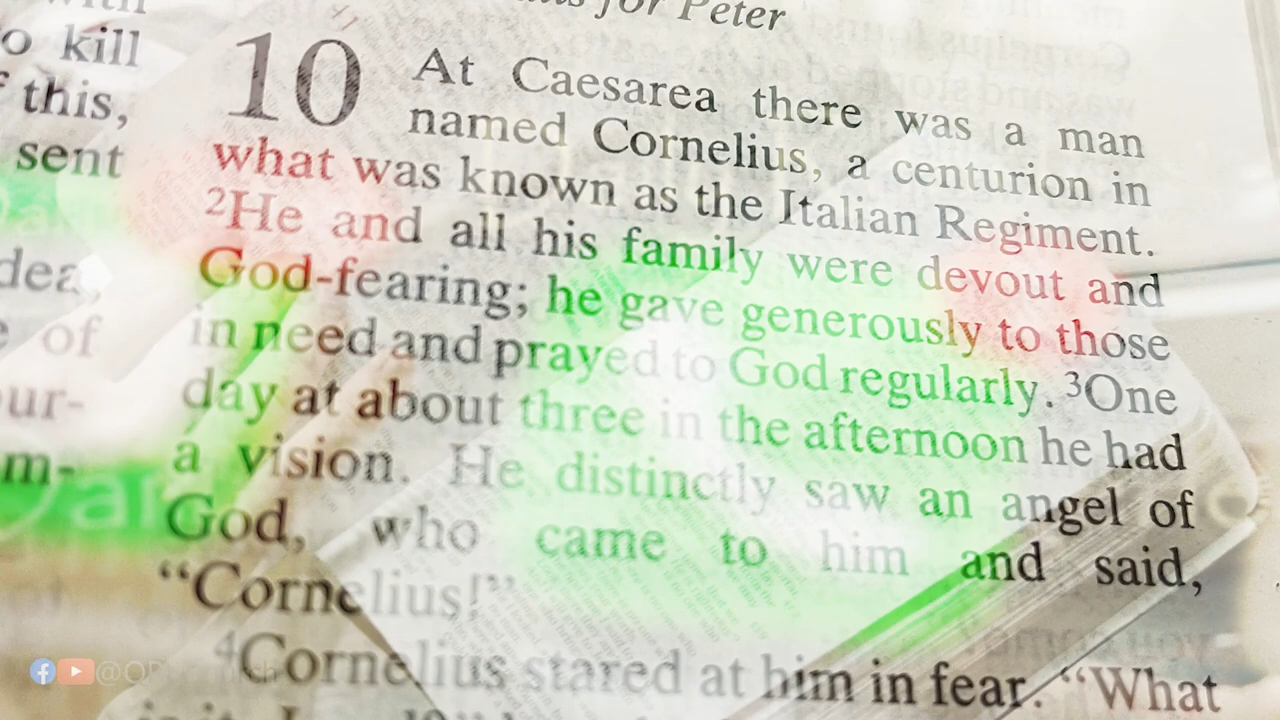 for Peter
o kill
this,
sent
dea,
of
our-
m-
10 At Caesarea there was a man
named Cornelius, a centurion in
what was known as the Italian Regiment.
²He and all his family were devout and
God-fearing; he gave generously to those
in need and prayed to God regularly. ³One
day at about three in the afternoon he had
a vision. He distinctly saw an angel of
God, who came to him and said,
“Cornelius!”
⁴Cornelius stared at him in fear. “What